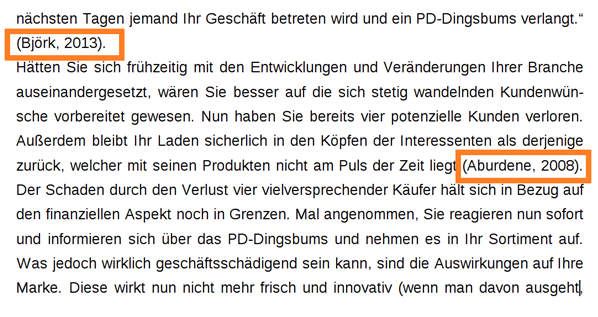 nächsten Tagen jemand Ihr Geschäft betreten wird und ein PD-Dingsbums verlangt.“
(Björk, 2013).
Hätten Sie sich frühzeitig mit den Entwicklungen und Veränderungen Ihrer Branche
auseinandergesetzt, wären Sie besser auf die sich stetig wandelnden Kundenwün-
sche vorbereitet gewesen. Nun haben Sie bereits vier potenzielle Kunden verloren.
Außerdem bleibt Ihr Laden sicherlich in den Köpfen der Interessenten als derjenige
zurück, welcher mit seinen Produkten nicht am Puls der Zeit liegt (Aburdene, 2008).
Der Schaden durch den Verlust vier vielversprechender Käufer hält sich in Bezug auf
den finanziellen Aspekt noch in Grenzen. Mal angenommen, Sie reagieren nun sofort
und informieren sich über das PD-Dingsbums und nehmen es in Ihr Sortiment auf.
Was jedoch wirklich geschäftsschädigend sein kann, sind die Auswirkungen auf Ihre
Marke. Diese wirkt nun nicht mehr frisch und innovativ (wenn man davon ausgeht,